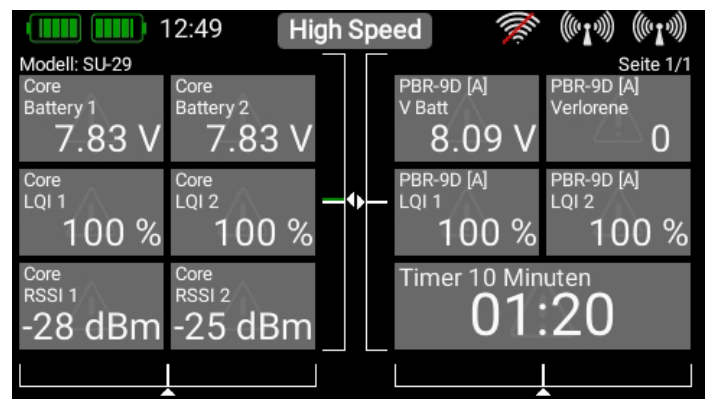 12:49 High Speed
Modell: SU-29 Seite 1/1
Core
Battery 1
7.83 V
Core
Battery 2
7.83 V
PBR-9D [A]
V Batt
8.09 V
PBR-9D [A]
Verlorene
0
Core
LQI 1
100 %
Core
LQI 2
100 %
PBR-9D [A]
LQI 1
100 %
PBR-9D [A]
LQI 2
100 %
Core
RSSI 1
-28 dBm
Core
RSSI 2
-25 dBm
Timer 10 Minuten
01:20